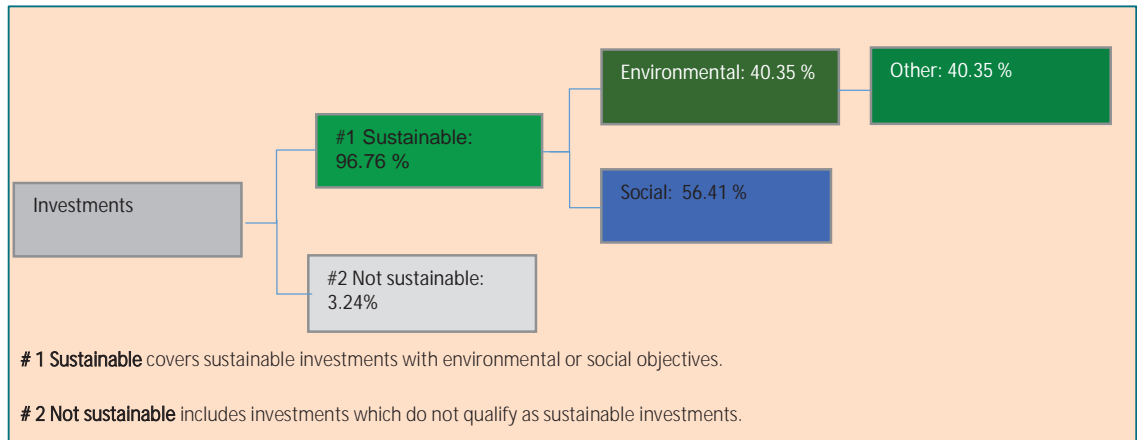 Environmental: 40.35 %
Other: 40.35 %
#1 Sustainable:
96.76 %
Investments
Social: 56.41 %
#2 Not sustainable:
3.24%
# 1 Sustainable covers sustainable investments with environmental or social objectives.
# 2 Not sustainable includes investments which do not qualify as sustainable investments.